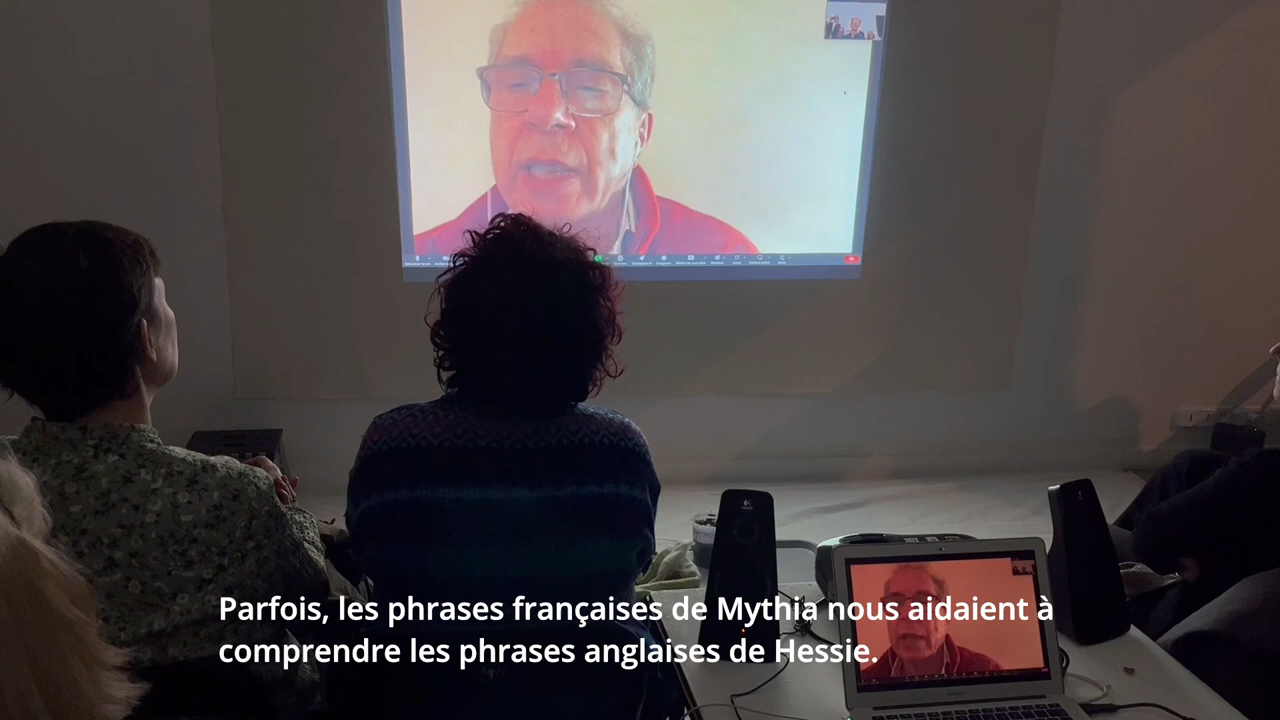 Parfois, les phrases françaises de Mythia nous aidaient à
comprendre les phrases anglaises de Hessie.